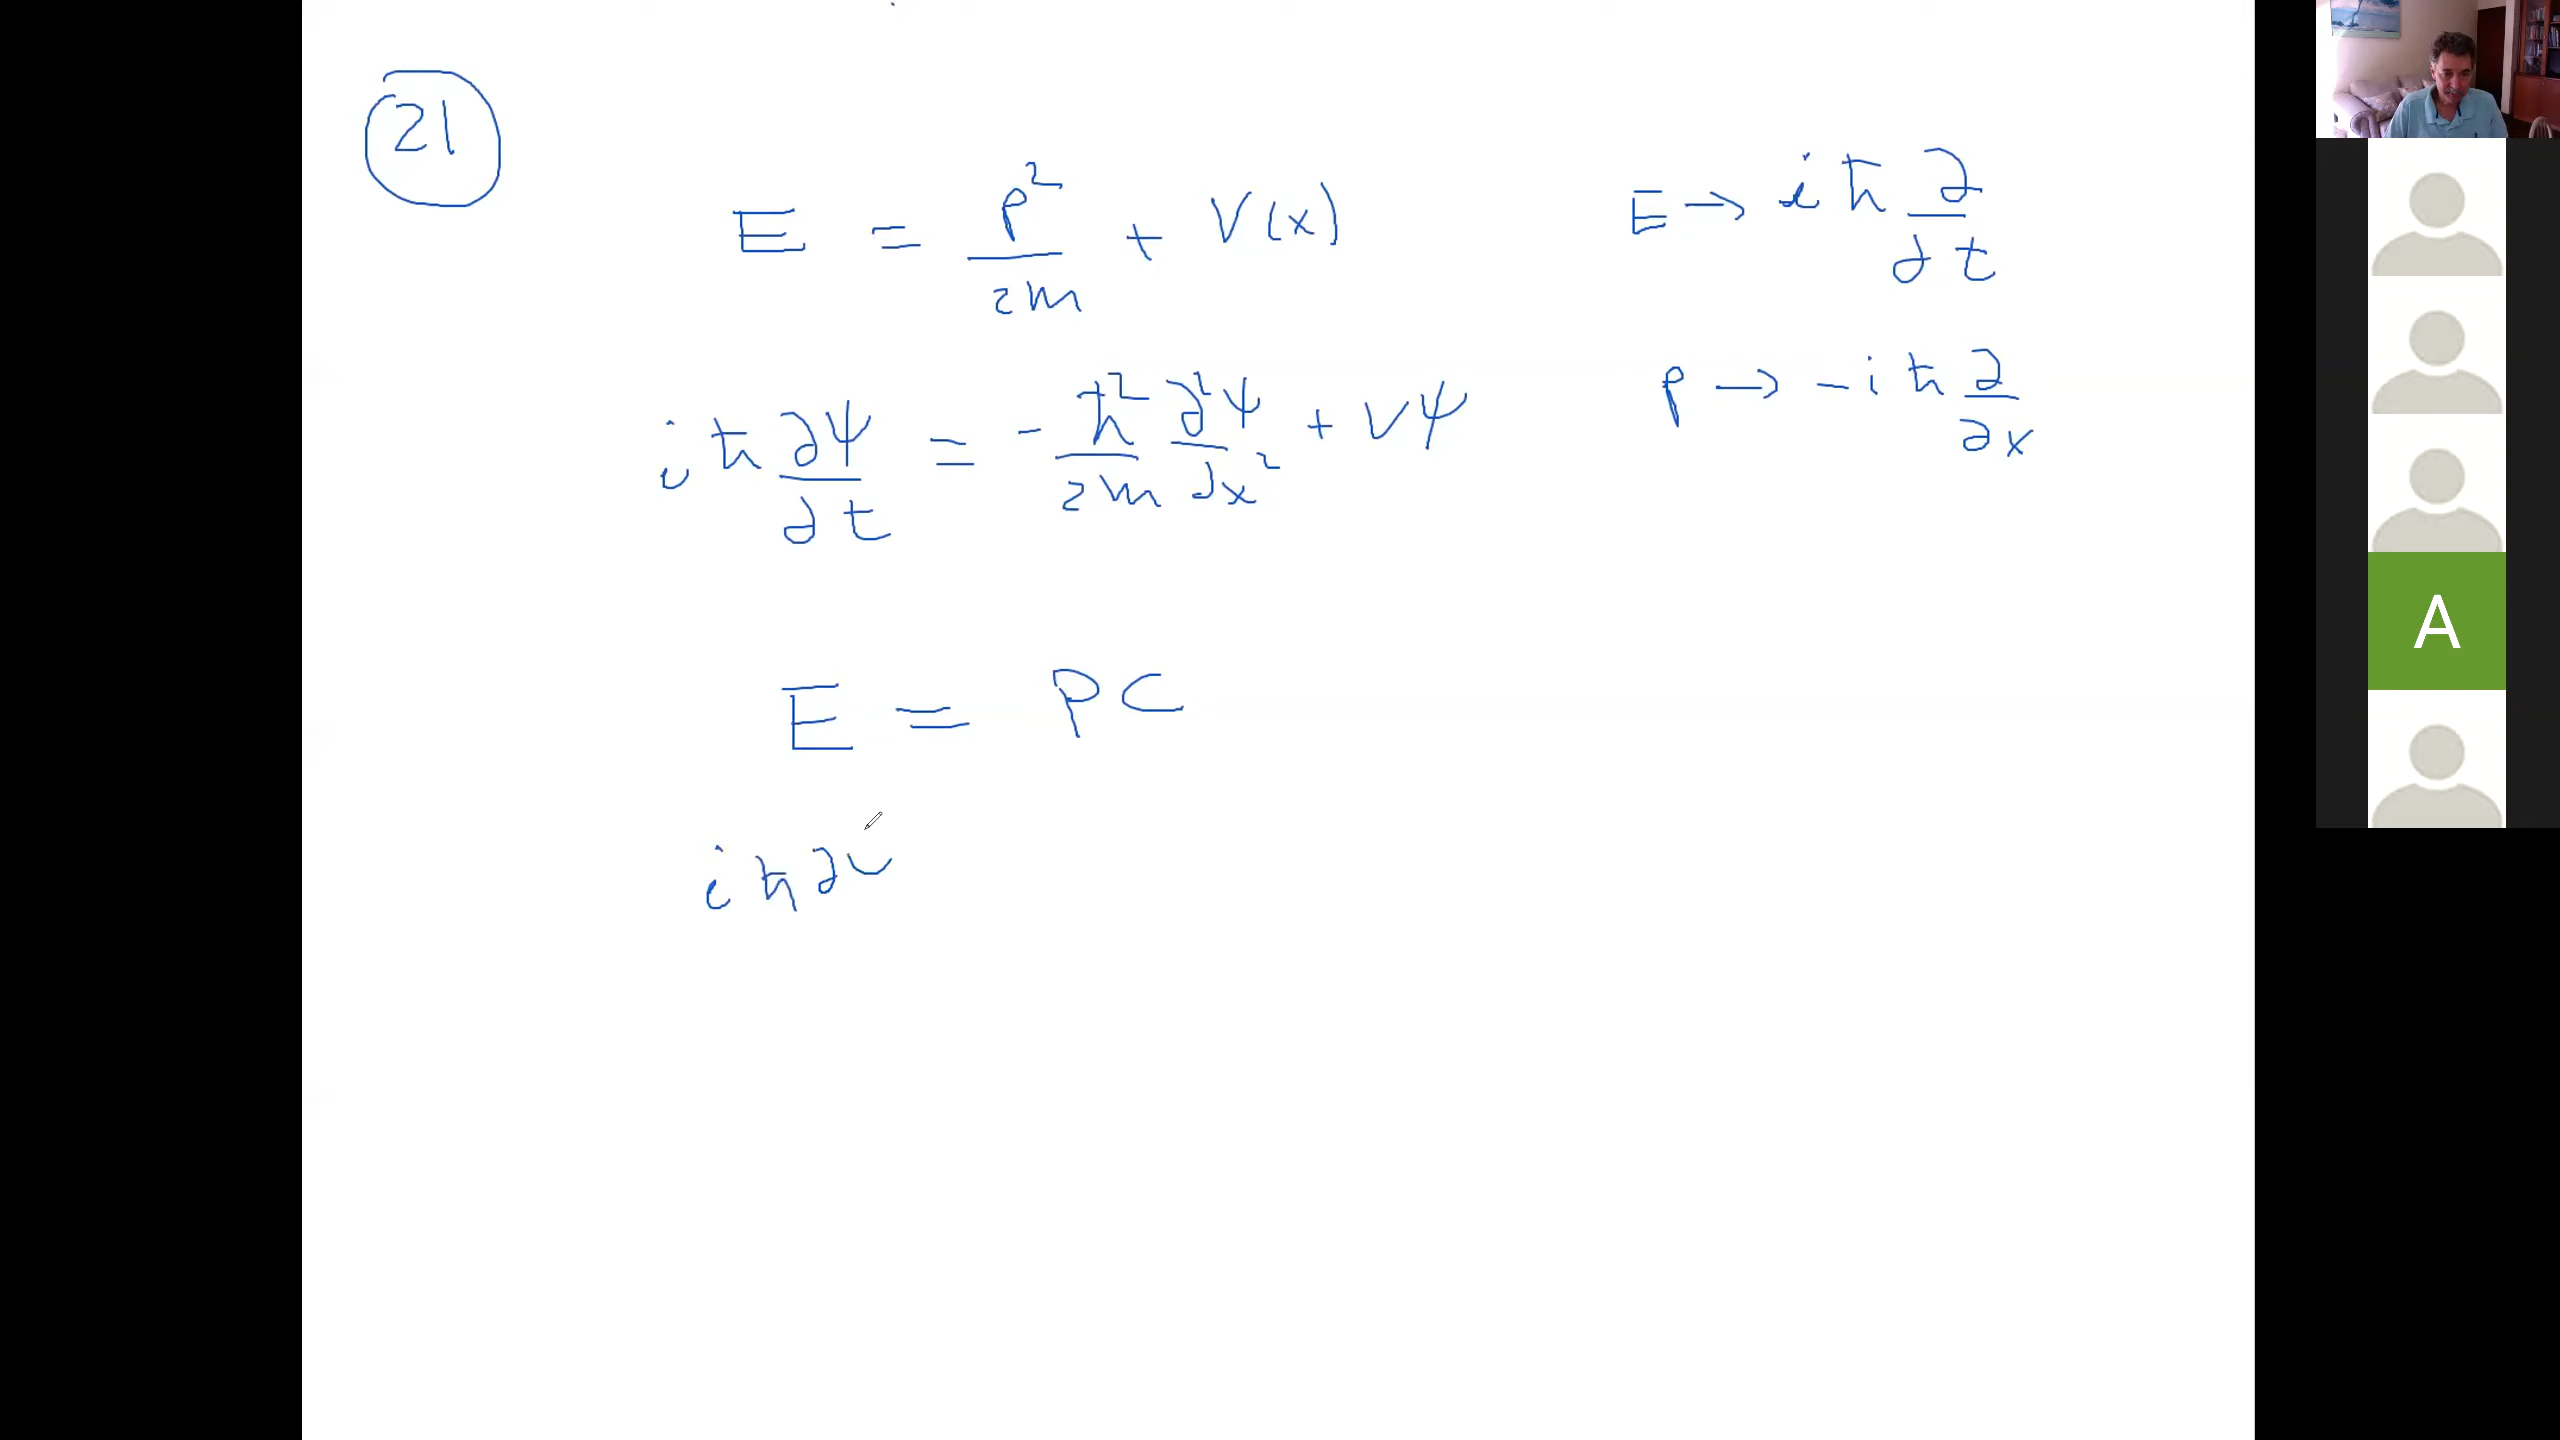 21
E = p²/2m + V(x)
E → iħ ∂/∂t
iħ ∂ψ/∂t = - ħ²/2m ∂²ψ/∂x² + Vψ
p → -iħ ∂/∂x
E = PC
iħ∂
A